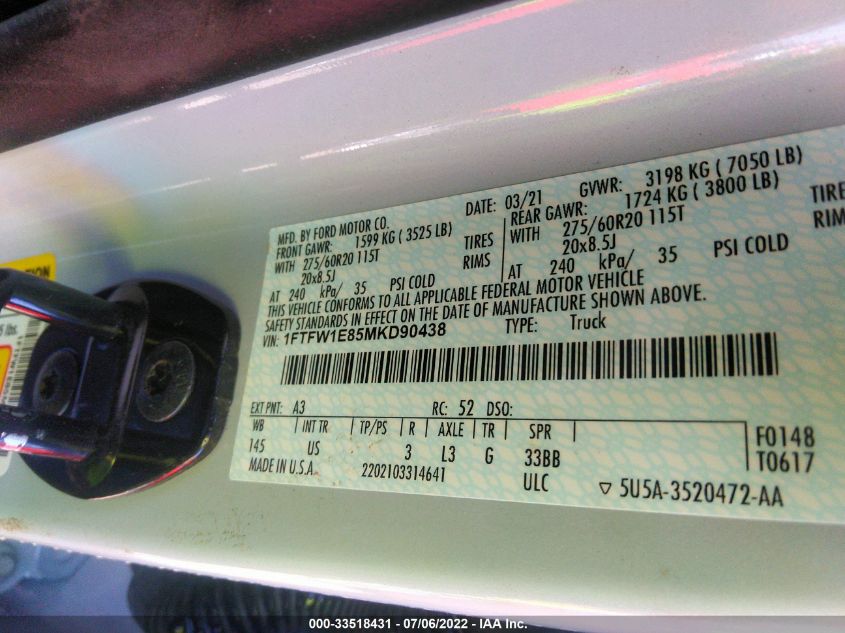 MFD. BY FORD MOTOR CO. DATE: 03/21 GVWR: 3198 KG ( 7050 LB)
FRONT GAWR: 1599 KG ( 3525 LB) REAR GAWR: 1724 KG ( 3800 LB)
WITH 275/60R20 115T TIRES WITH 275/60R20 115T TIRE
20x8.5J RIMS 20x8.5J RIM
AT 240 kPa/ 35 PSI COLD AT 240 kPa/ 35 PSI COLD
THIS VEHICLE CONFORMS TO ALL APPLICABLE FEDERAL MOTOR VEHICLE
SAFETY STANDARDS IN EFFECT ON THE DATE OF MANUFACTURE SHOWN ABOVE.
VIN: 1FTFW1E85MKD90438 TYPE: Truck
EXT PNT: A3 RC: 52 DSO:
WB INT TR TP/PS R AXLE TR SPR F0148
145 US 3 L3 G 33BB T0617
MADE IN U.S.A. 2202103314641 ULC ▽ 5U5A-3520472-AA
000-33518431 - 07/06/2022 - IAA Inc.